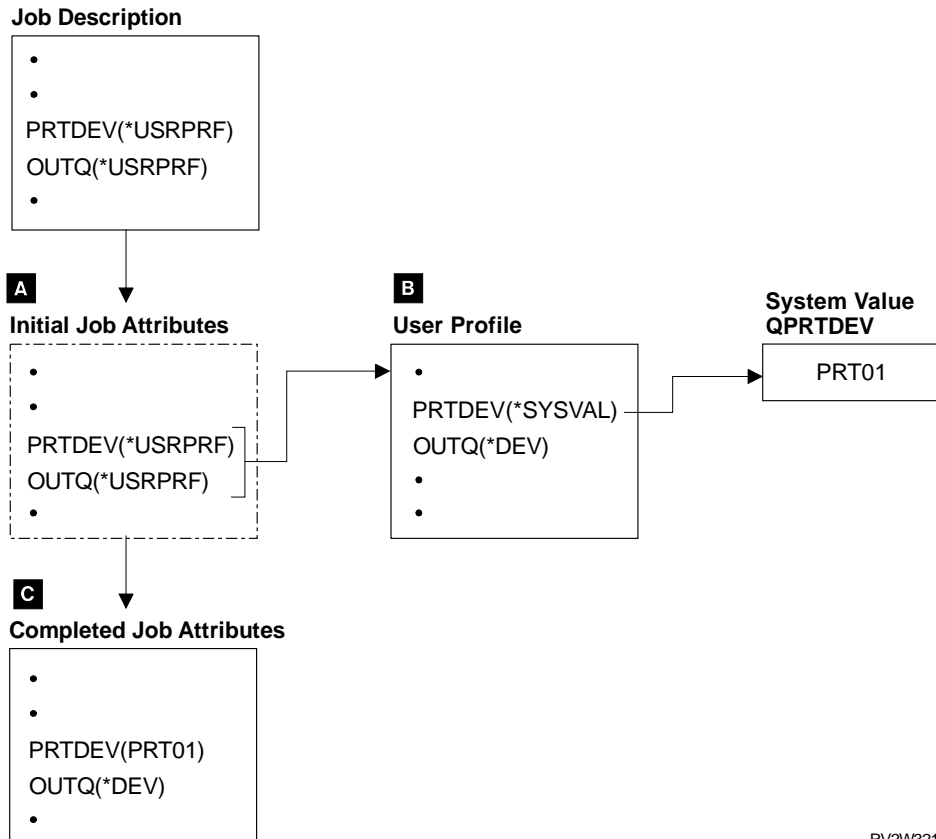 Job Description
•
•
PRTDEV(*USRPRF)
OUTQ(*USRPRF)
•
A
Initial Job Attributes
•
•
PRTDEV(*USRPRF)
OUTQ(*USRPRF)
•
B
User Profile
•
PRTDEV(*SYSVAL)
OUTQ(*DEV)
•
•
System Value
QPRTDEV
PRT01
C
Completed Job Attributes
•
•
PRTDEV(PRT01)
OUTQ(*DEV)
•